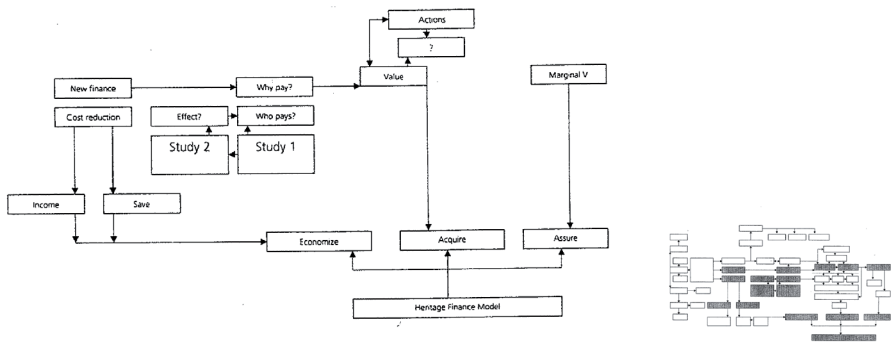 Actions
?
Value
Marginal V
New finance
Why pay?
Cost reduction
Effect?
Who pays?
Study 2
Study 1
Income
Save
Economize
Acquire
Assure
Heritage Finance Model